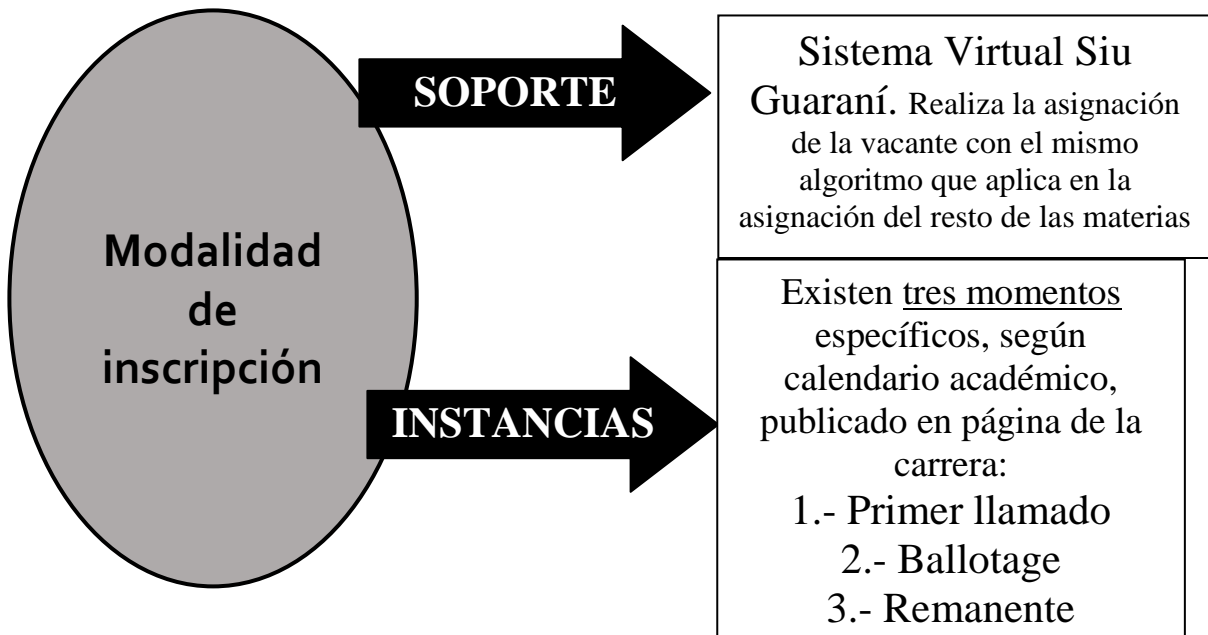 Modalidad
de
inscripción
SOPORTE
Sistema Virtual Siu
Guaraní. Realiza la asignación
de la vacante con el mismo
algoritmo que aplica en la
asignación del resto de las materias
INSTANCIAS
Existen tres momentos
específicos, según
calendario académico,
publicado en página de la
carrera:
1.- Primer llamado
2.- Ballotage
3.- Remanente